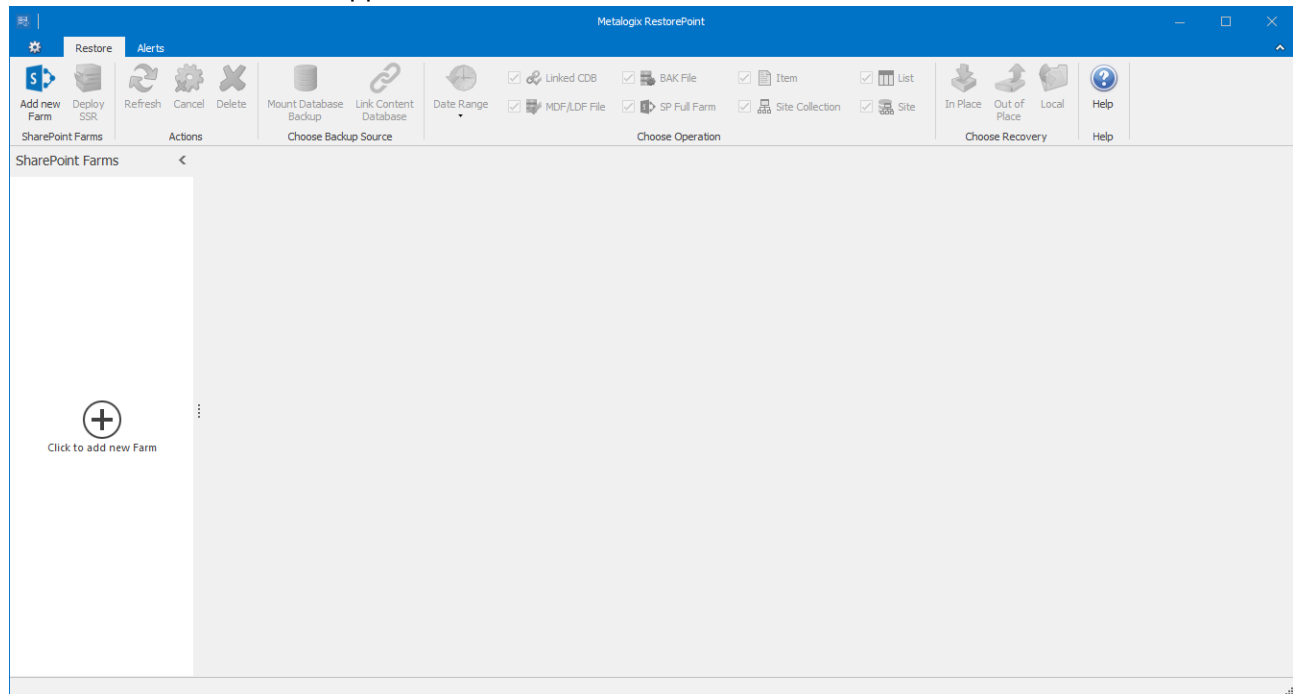 Metalogix RestorePoint
Restore Alerts
Add new Farm
Deploy SSR
Refresh
Cancel
Delete
Mount Database Backup
Link Content Database
Date Range
Linked CDB
BAK File
Item
List
MDF/LDF File
SP Full Farm
Site Collection
Site
In Place
Out of Place
Local
Help
SharePoint Farms
Actions
Choose Backup Source
Choose Operation
Choose Recovery
Help
SharePoint Farms
Click to add new Farm